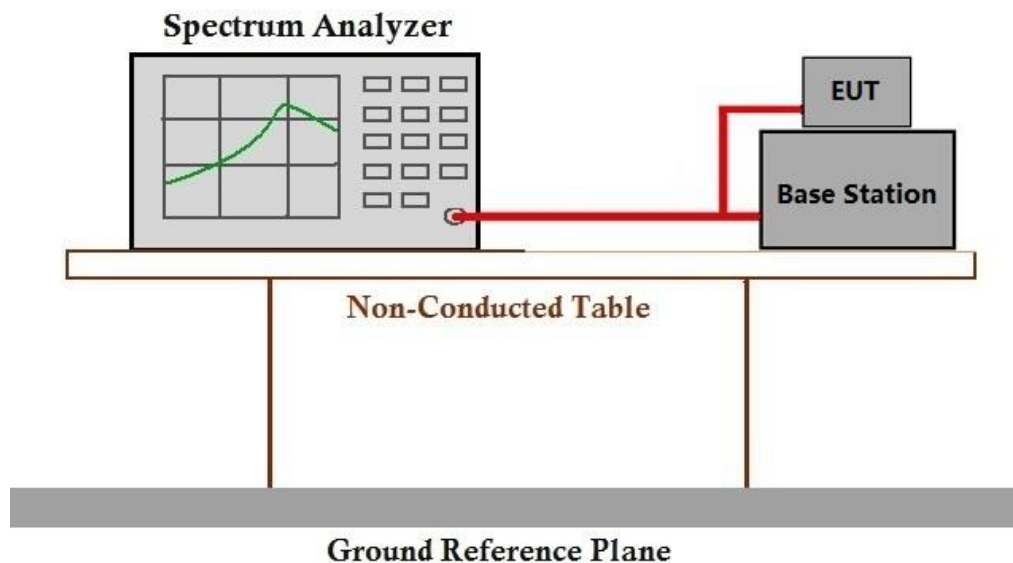 Spectrum Analyzer
EUT
Base Station
Non-Conducted Table
Ground Reference Plane